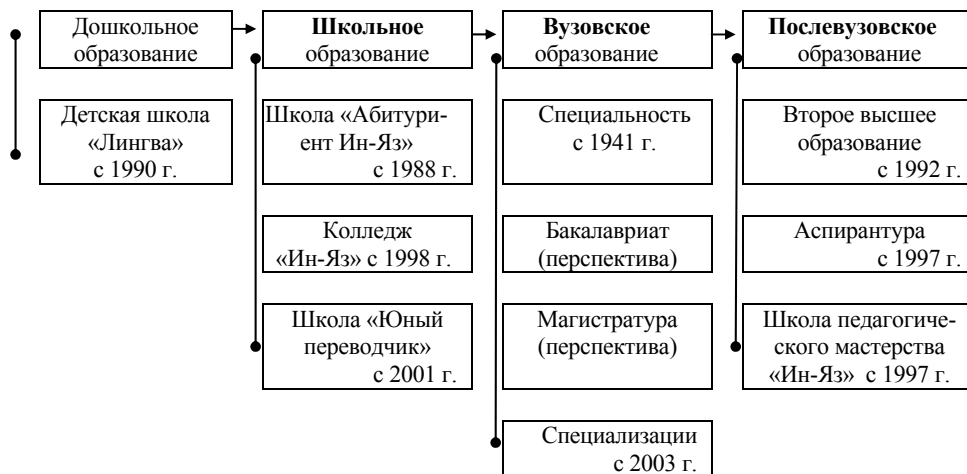 Дошкольное
образование
Школьное
образование
Вузовское
образование
Послевузовское
образование
Детская школа
«Лингва»
с 1990 г.
Школа «Абитури-
ент Ин-Яз»
с 1988 г.
Специальность
с 1941 г.
Второе высшее
образование
с 1992 г.
Колледж
«Ин-Яз» с 1998 г.
Бакалавриат
(перспектива)
Аспирантура
с 1997 г.
Школа «Юный
переводчик»
с 2001 г.
Магистратура
(перспектива)
Школа педагогиче-
ского мастерства
«Ин-Яз» с 1997 г.
Специализации
с 2003 г.